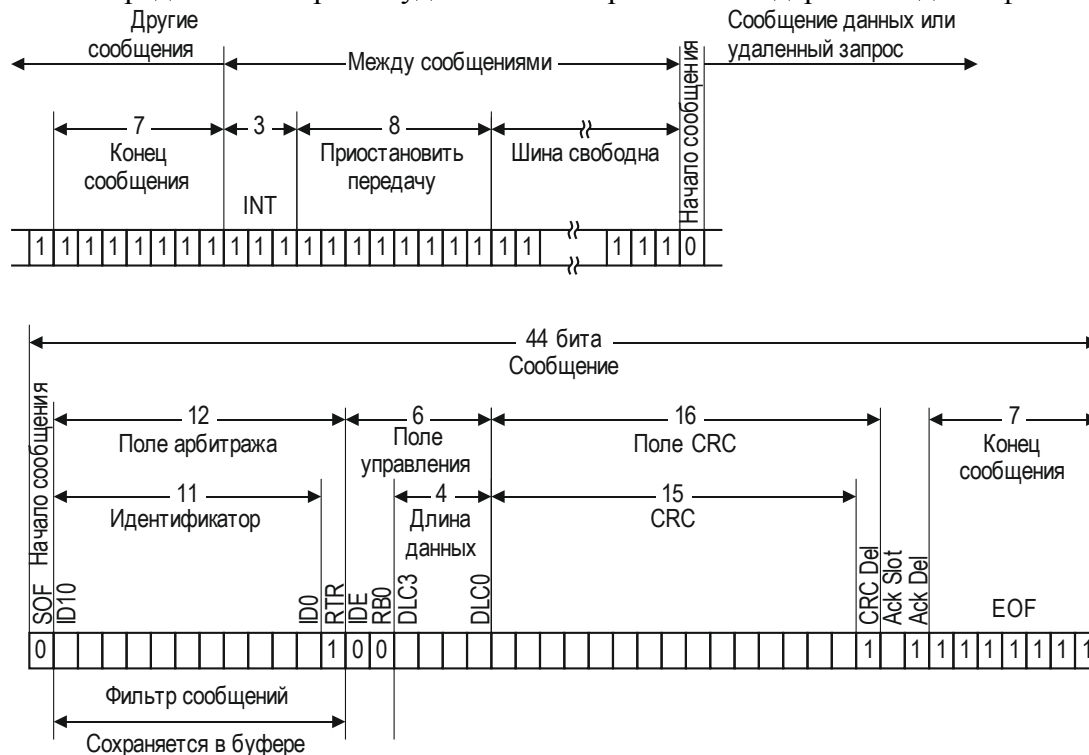 Другие
сообщения
Сообщение данных или
удаленный запрос
Между сообщениями
7
Конец
сообщения
3
INT
8
Приостановить
передачу
Шина свободна
Начало сообщения
1 1 1 1 1 1 1 1 1 1 1 1 1 1 1 1 1 1 1 1 1 1 1 1 0
44 бита
Сообщение
Начало сообщения
12
Поле арбитража
6
Поле
управления
16
Поле CRC
7
Конец
сообщения
11
Идентификатор
4
Длина
данных
15
CRC
SOF
ID10
ID0
RTR
IDE
RB0
DLC3
DLC0
CRC Del
Ack Slot
Ack Del
EOF
0 1 0 0 1 1 1 1 1 1 1 1 1
Фильтр сообщений
Сохраняется в буфере